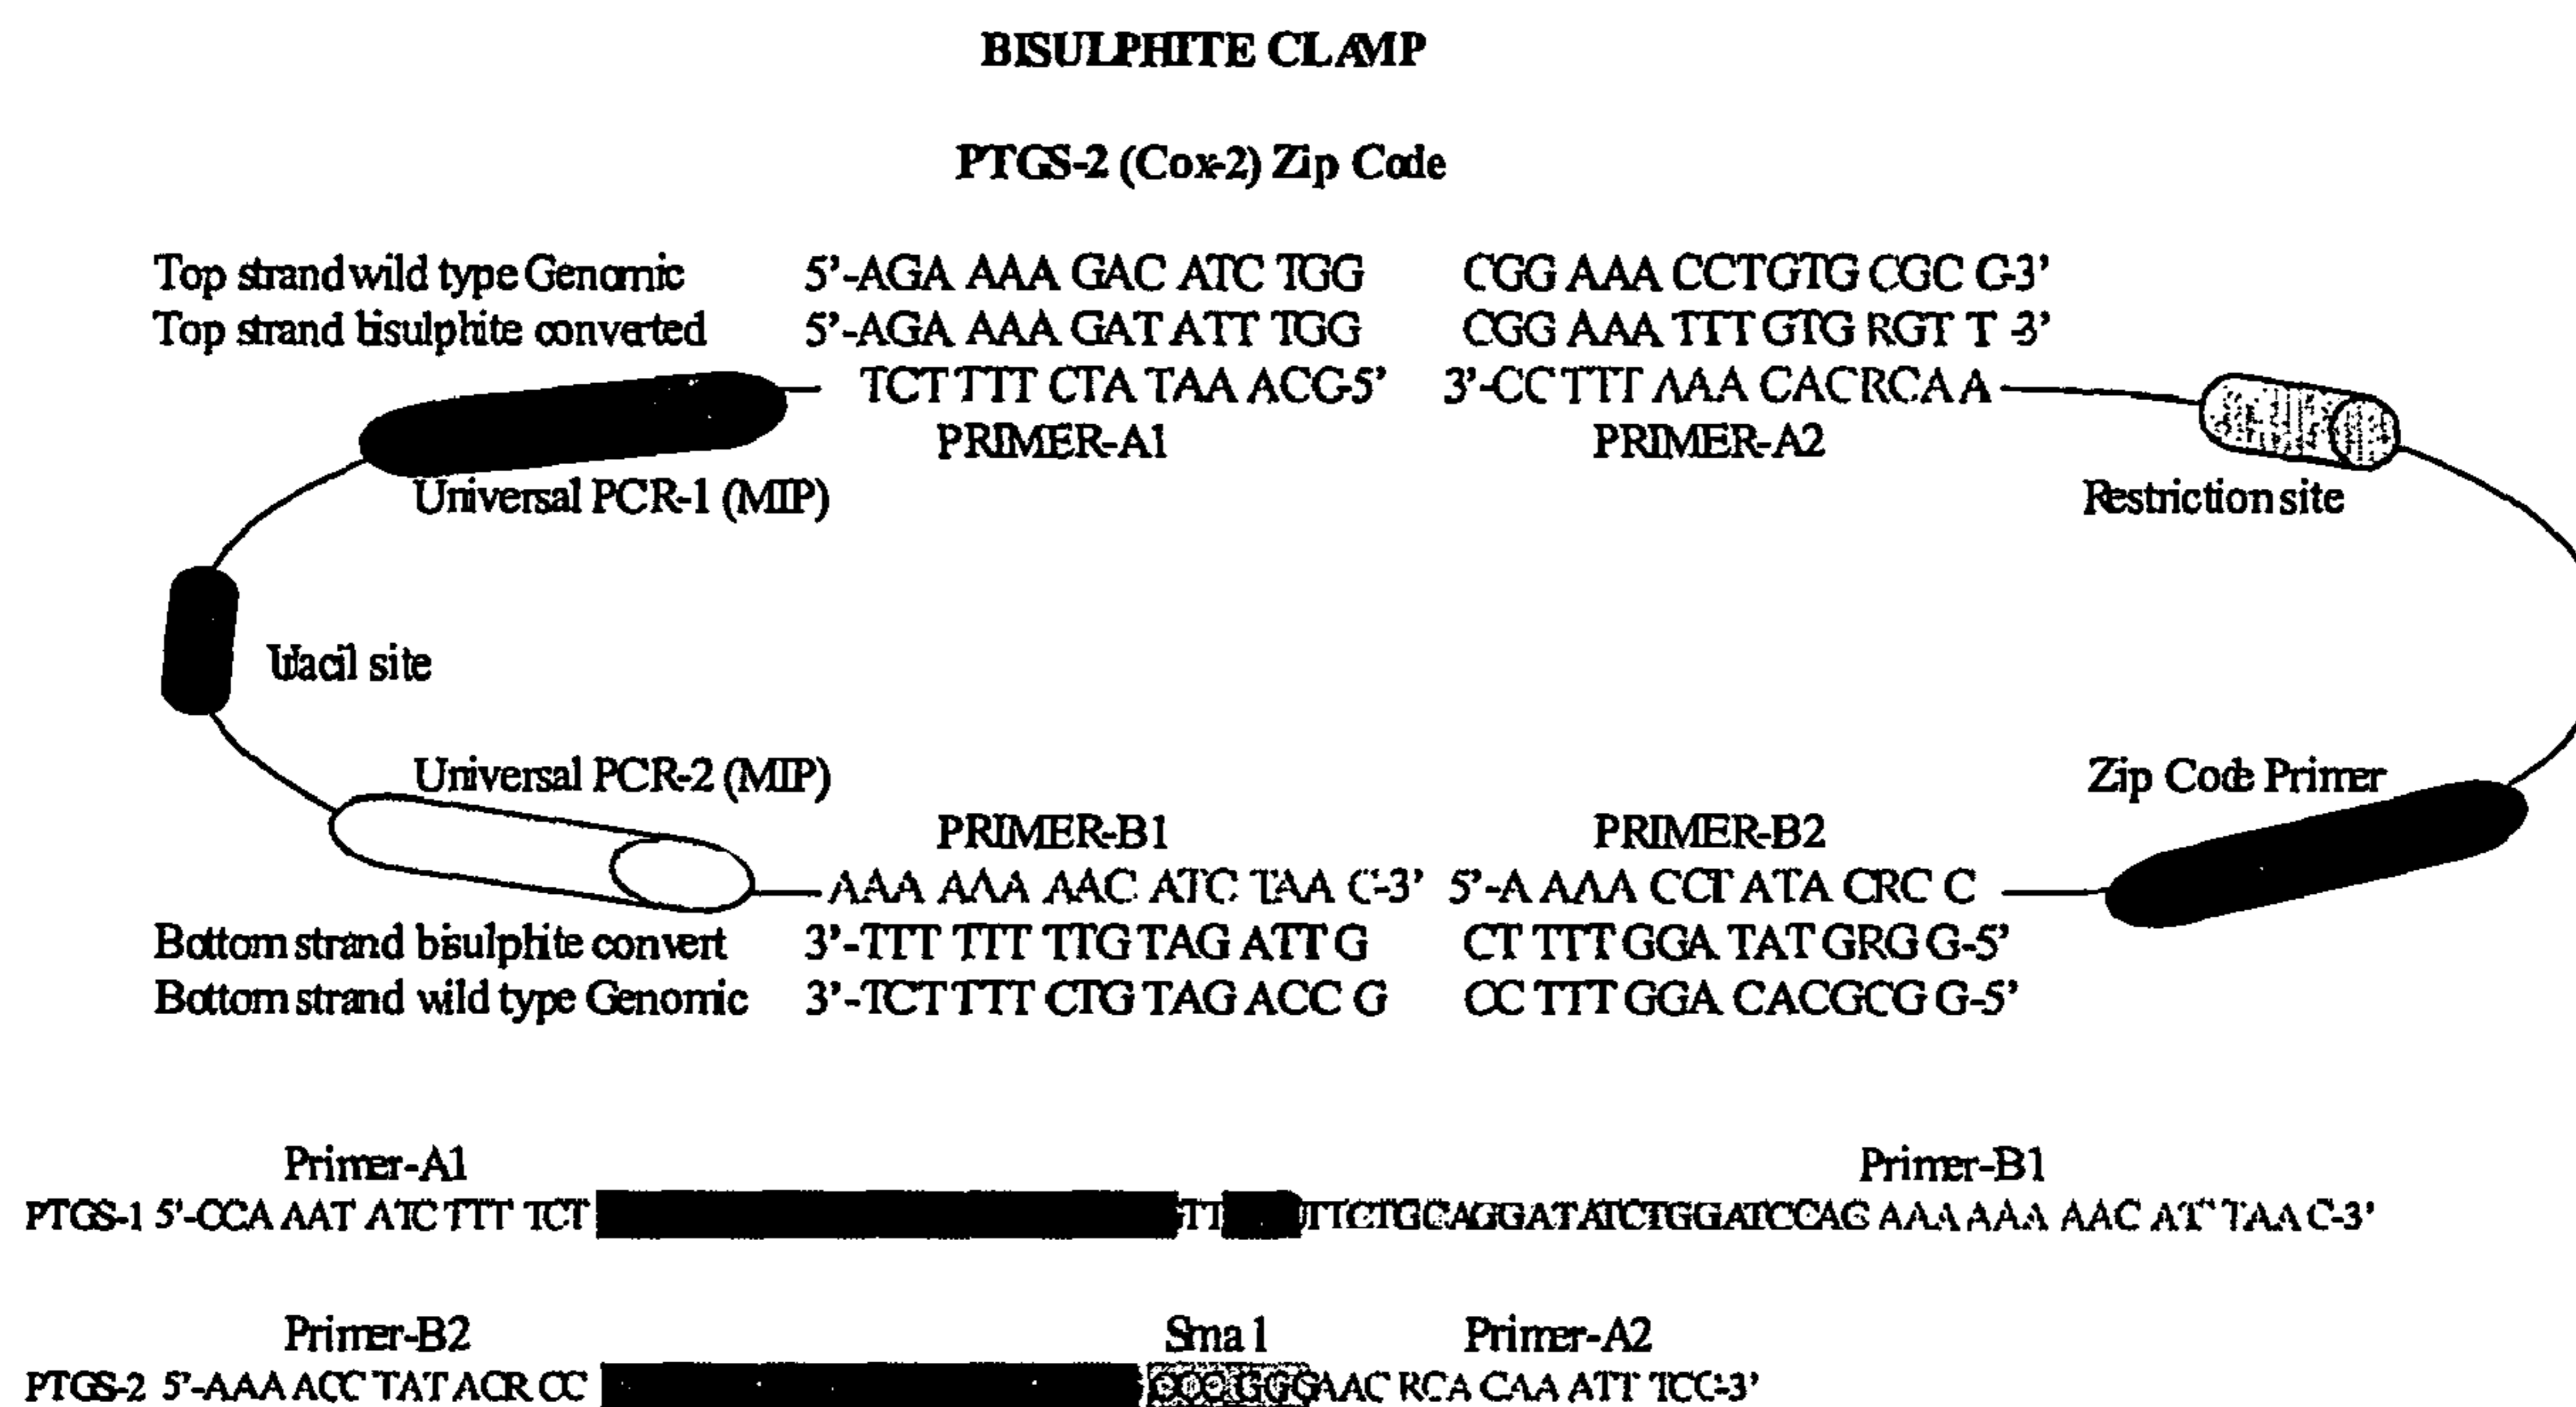 BISULPHITE CLAMP
PTGS-2 (Cox-2) Zip Code
Top strand wild type Genomic 5'-AGA AAA GAC ATC TGG CGG AAA CCTGTG CGC G-3'
Top strand bisulphite converted 5'-AGA AAA GAT ATT TGG CGG AAA TTT GTG RGT T -3'
TCT TTT CTA TAA ACG-5' 3'-CC TTT AAA CAC RCAA
PRIMER-A1 PRIMER-A2
Universal PCR-1 (MIP) Restriction site
Uracil site
Universal PCR-2 (MIP) Zip Code Primer
PRIMER-B1 PRIMER-B2
AAA AAA AAC ATC TAA C-3' 5'-A AAA CCT ATA CRC C
Bottom strand bisulphite convert 3'-TTT TTT TTG TAG ATT G CT TTT GGA TAT GRG G-5'
Bottom strand wild type Genomic 3'-TCT TTT CTG TAG ACC G CC TTT GGA CACGCG G-5'
Primer-A1 Primer-B1
PTGS-1 5'-CCA AAT ATC TTT TCT TTCTGCAGGATATCTGGATCCAG AAA AAA AAC TAA C-3'
Primer-B2 Sma 1 Primer-A2
PTGS-2 5'-AAA ACC TAT ACR CC CCCGGG AAC RCA CAA ATT TCC-3'